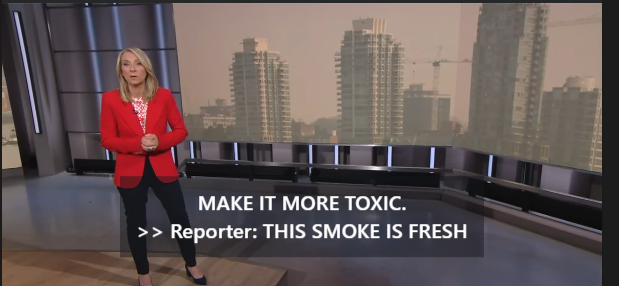 MAKE IT MORE TOXIC.
>> Reporter: THIS SMOKE IS FRESH